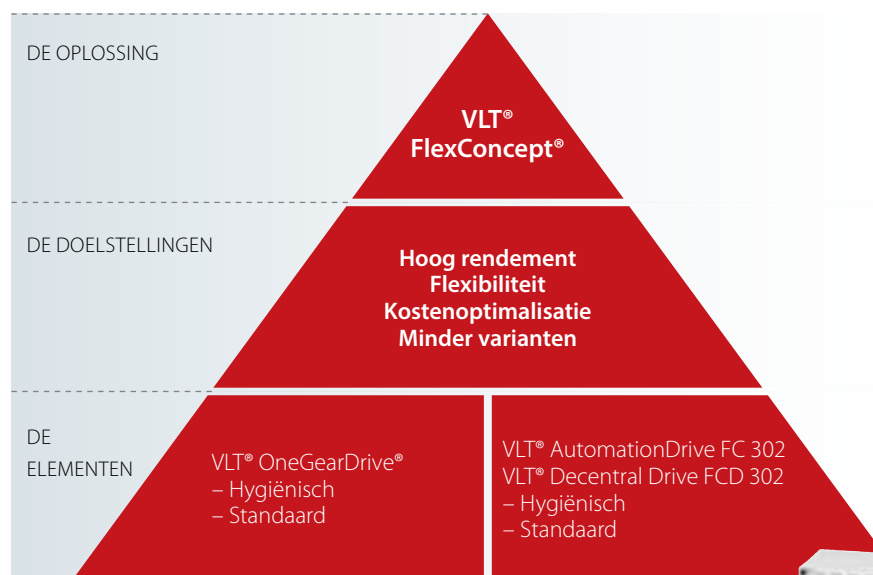 DE OPLOSSING
VLT®
FlexConcept®
DE DOELSTELLINGEN
Hoog rendement
Flexibiliteit
Kostenoptimalisatie
Minder varianten
DE
ELEMENTEN
VLT® OneGearDrive®
– Hygiënisch
– Standaard
VLT® AutomationDrive FC 302
VLT® Decentral Drive FCD 302
– Hygiënisch
– Standaard